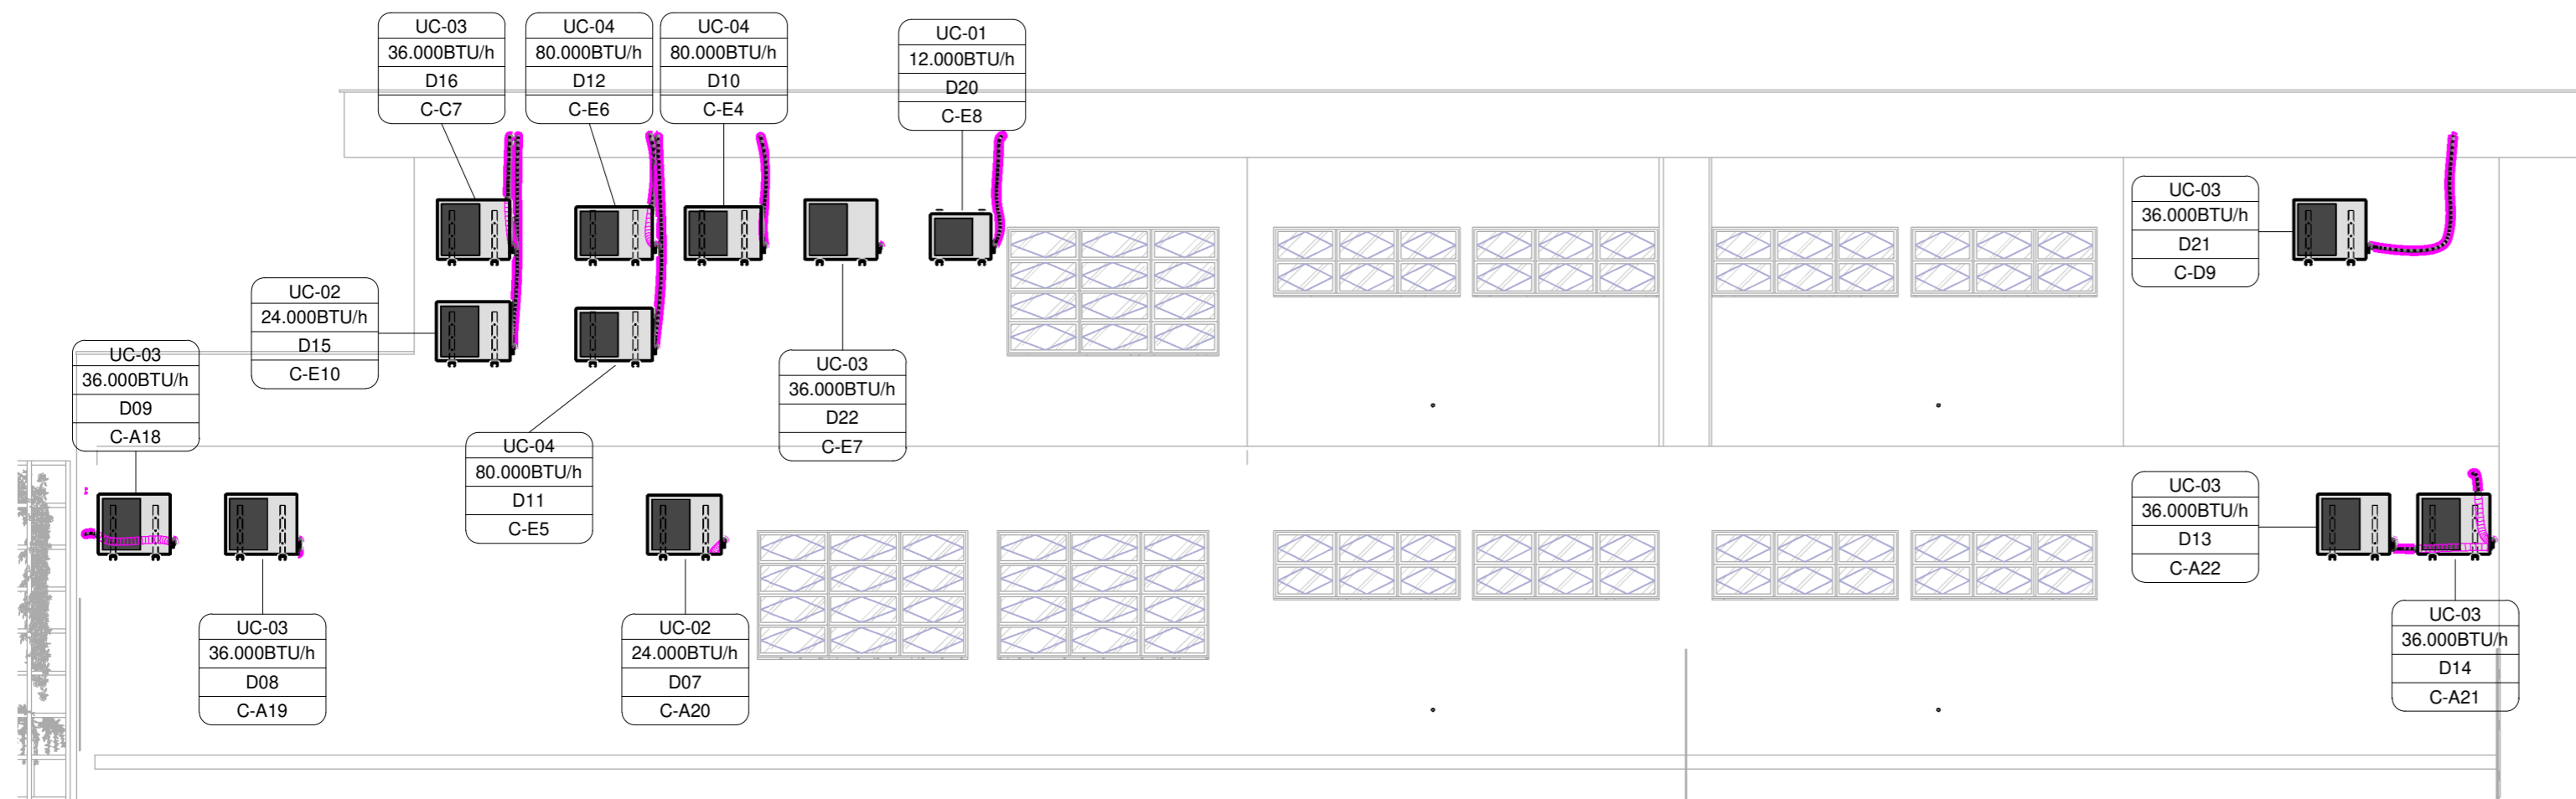 UC-03
36.000BTU/h
D16
C-C7
UC-04
80.000BTU/h
D12
C-E6
UC-04
80.000BTU/h
D10
C-E4
UC-01
12.000BTU/h
D20
C-E8
UC-03
36.000BTU/h
D21
C-D9
UC-02
24.000BTU/h
D15
C-E10
UC-03
36.000BTU/h
D09
C-A18
UC-03
36.000BTU/h
D22
C-E7
UC-04
80.000BTU/h
D11
C-E5
UC-03
36.000BTU/h
D13
C-A22
UC-03
36.000BTU/h
D08
C-A19
UC-02
24.000BTU/h
D07
C-A20
UC-03
36.000BTU/h
D14
C-A21